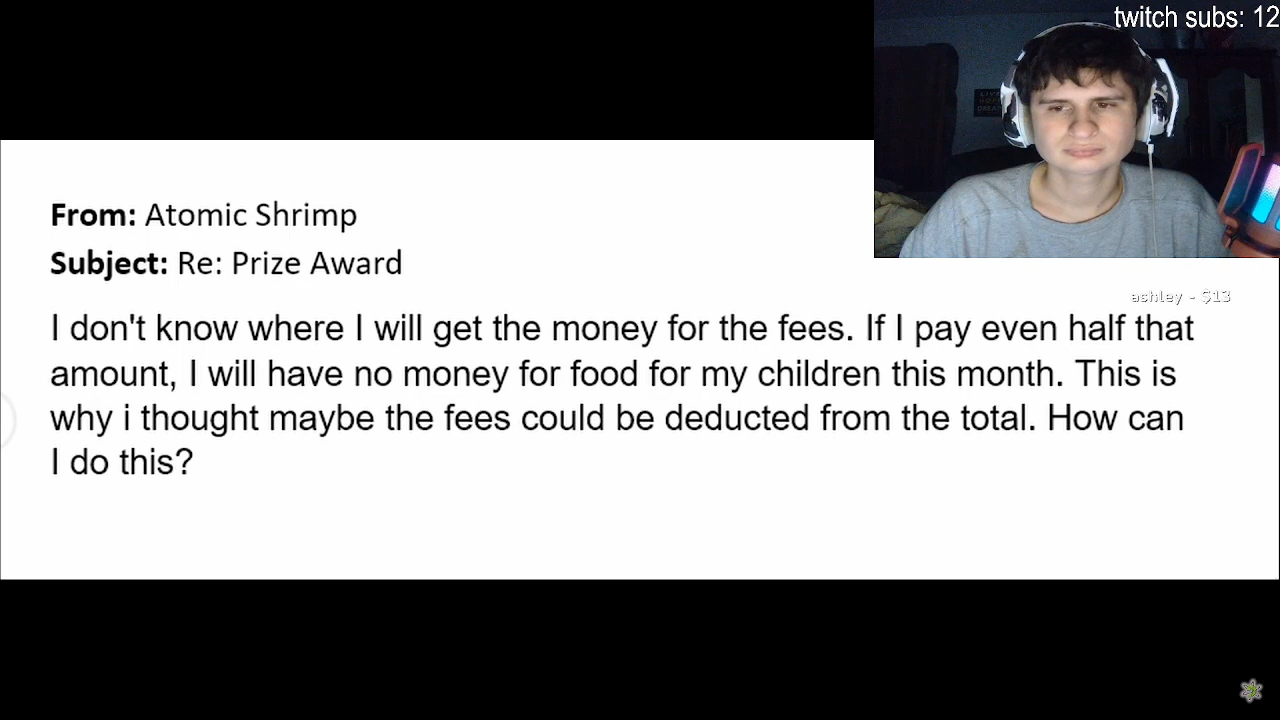 twitch subs: 12
From: Atomic Shrimp
Subject: Re: Prize Award
ashley - $13
I don't know where I will get the money for the fees. If I pay even half that
amount, I will have no money for food for my children this month. This is
why i thought maybe the fees could be deducted from the total. How can
I do this?